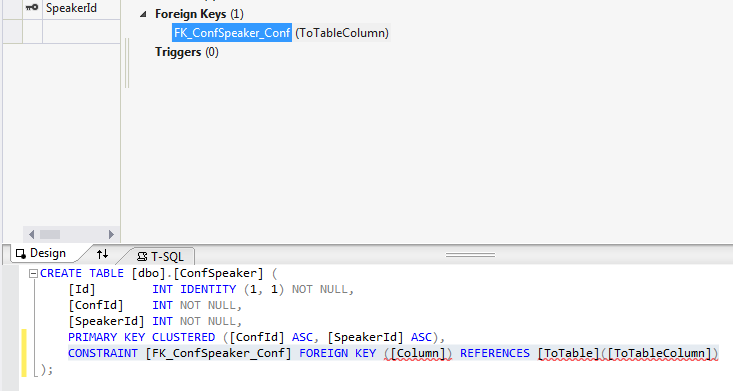 SpeakerId
Foreign Keys (1)
FK_ConfSpeaker_Conf (ToTableColumn)
Triggers (0)
Design
T-SQL
CREATE TABLE [dbo].[ConfSpeaker] (
[Id] INT IDENTITY (1, 1) NOT NULL,
[ConfId] INT NOT NULL,
[SpeakerId] INT NOT NULL,
PRIMARY KEY CLUSTERED ([ConfId] ASC, [SpeakerId] ASC),
CONSTRAINT [FK_ConfSpeaker_Conf] FOREIGN KEY ([Column]) REFERENCES [ToTable]([ToTableColumn])
);